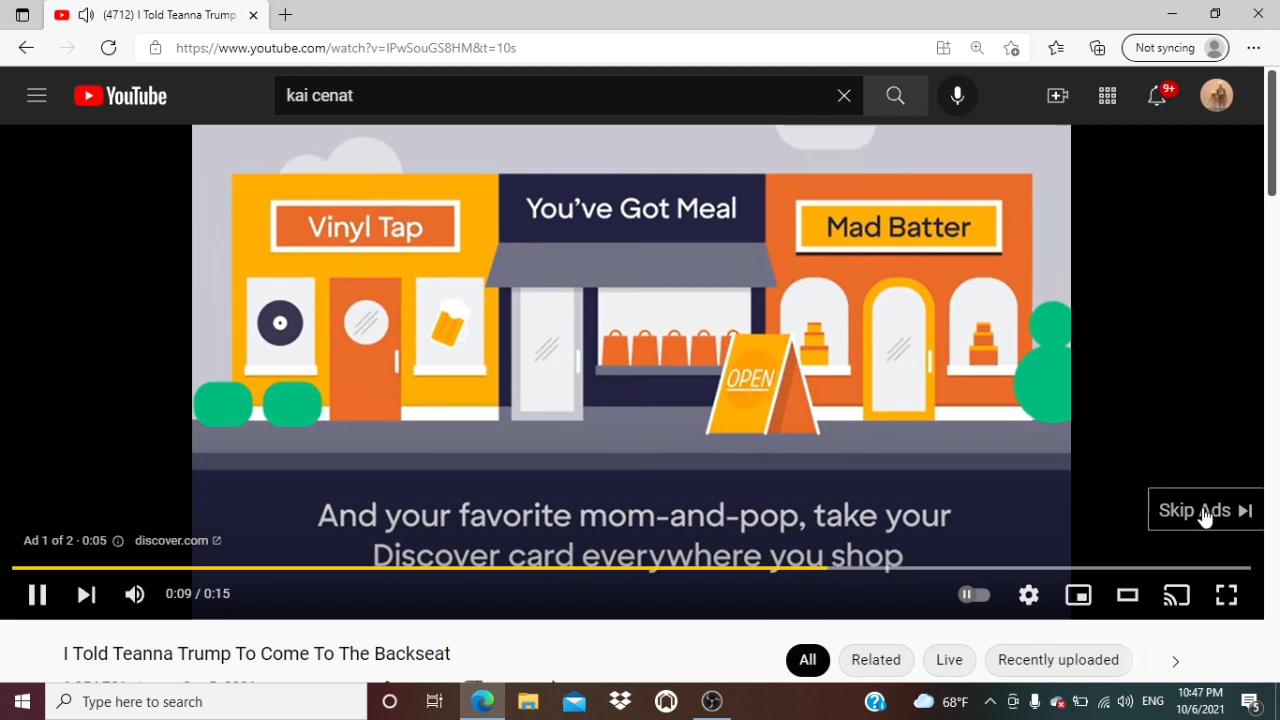 (4712) I Told Teanna Trump
https://www.youtube.com/watch?v=IPwSouGS8HM&t=10s
Not syncing
YouTube
kai cenat
9+
Vinyl Tap
You've Got Meal
Mad Batter
OPEN
And your favorite mom-and-pop, take your
Discover card everywhere you shop
Skip Ads
Ad 1 of 2 · 0:05
discover.com
0:09 / 0:15
I Told Teanna Trump To Come To The Backseat
All
Related
Live
Recently uploaded
Type here to search
68°F
ENG
10:47 PM
10/6/2021
5